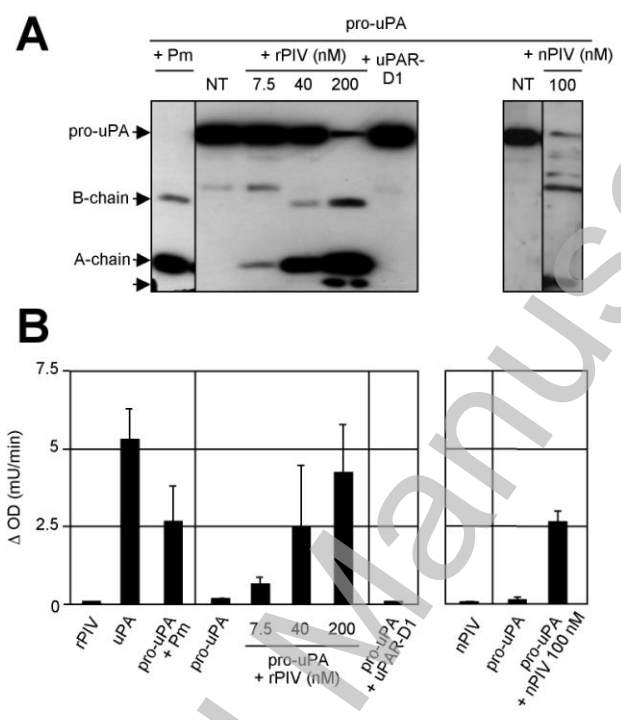 A
pro-uPA
+ Pm
+ rPIV (nM)
+ uPAR-
D1
+ nPIV (nM)
NT
7.5
40
200
NT
100
pro-uPA
B-chain
A-chain
B
7.5
5
2.5
0
Δ OD (mU/min)
rPIV
uPA
pro-uPA
+ Pm
pro-uPA
7.5
40
200
pro-uPA
+ rPIV (nM)
pro-uPA
+ uPAR-D1
nPIV
pro-uPA
pro-uPA
+ nPIV 100 nM
Manus